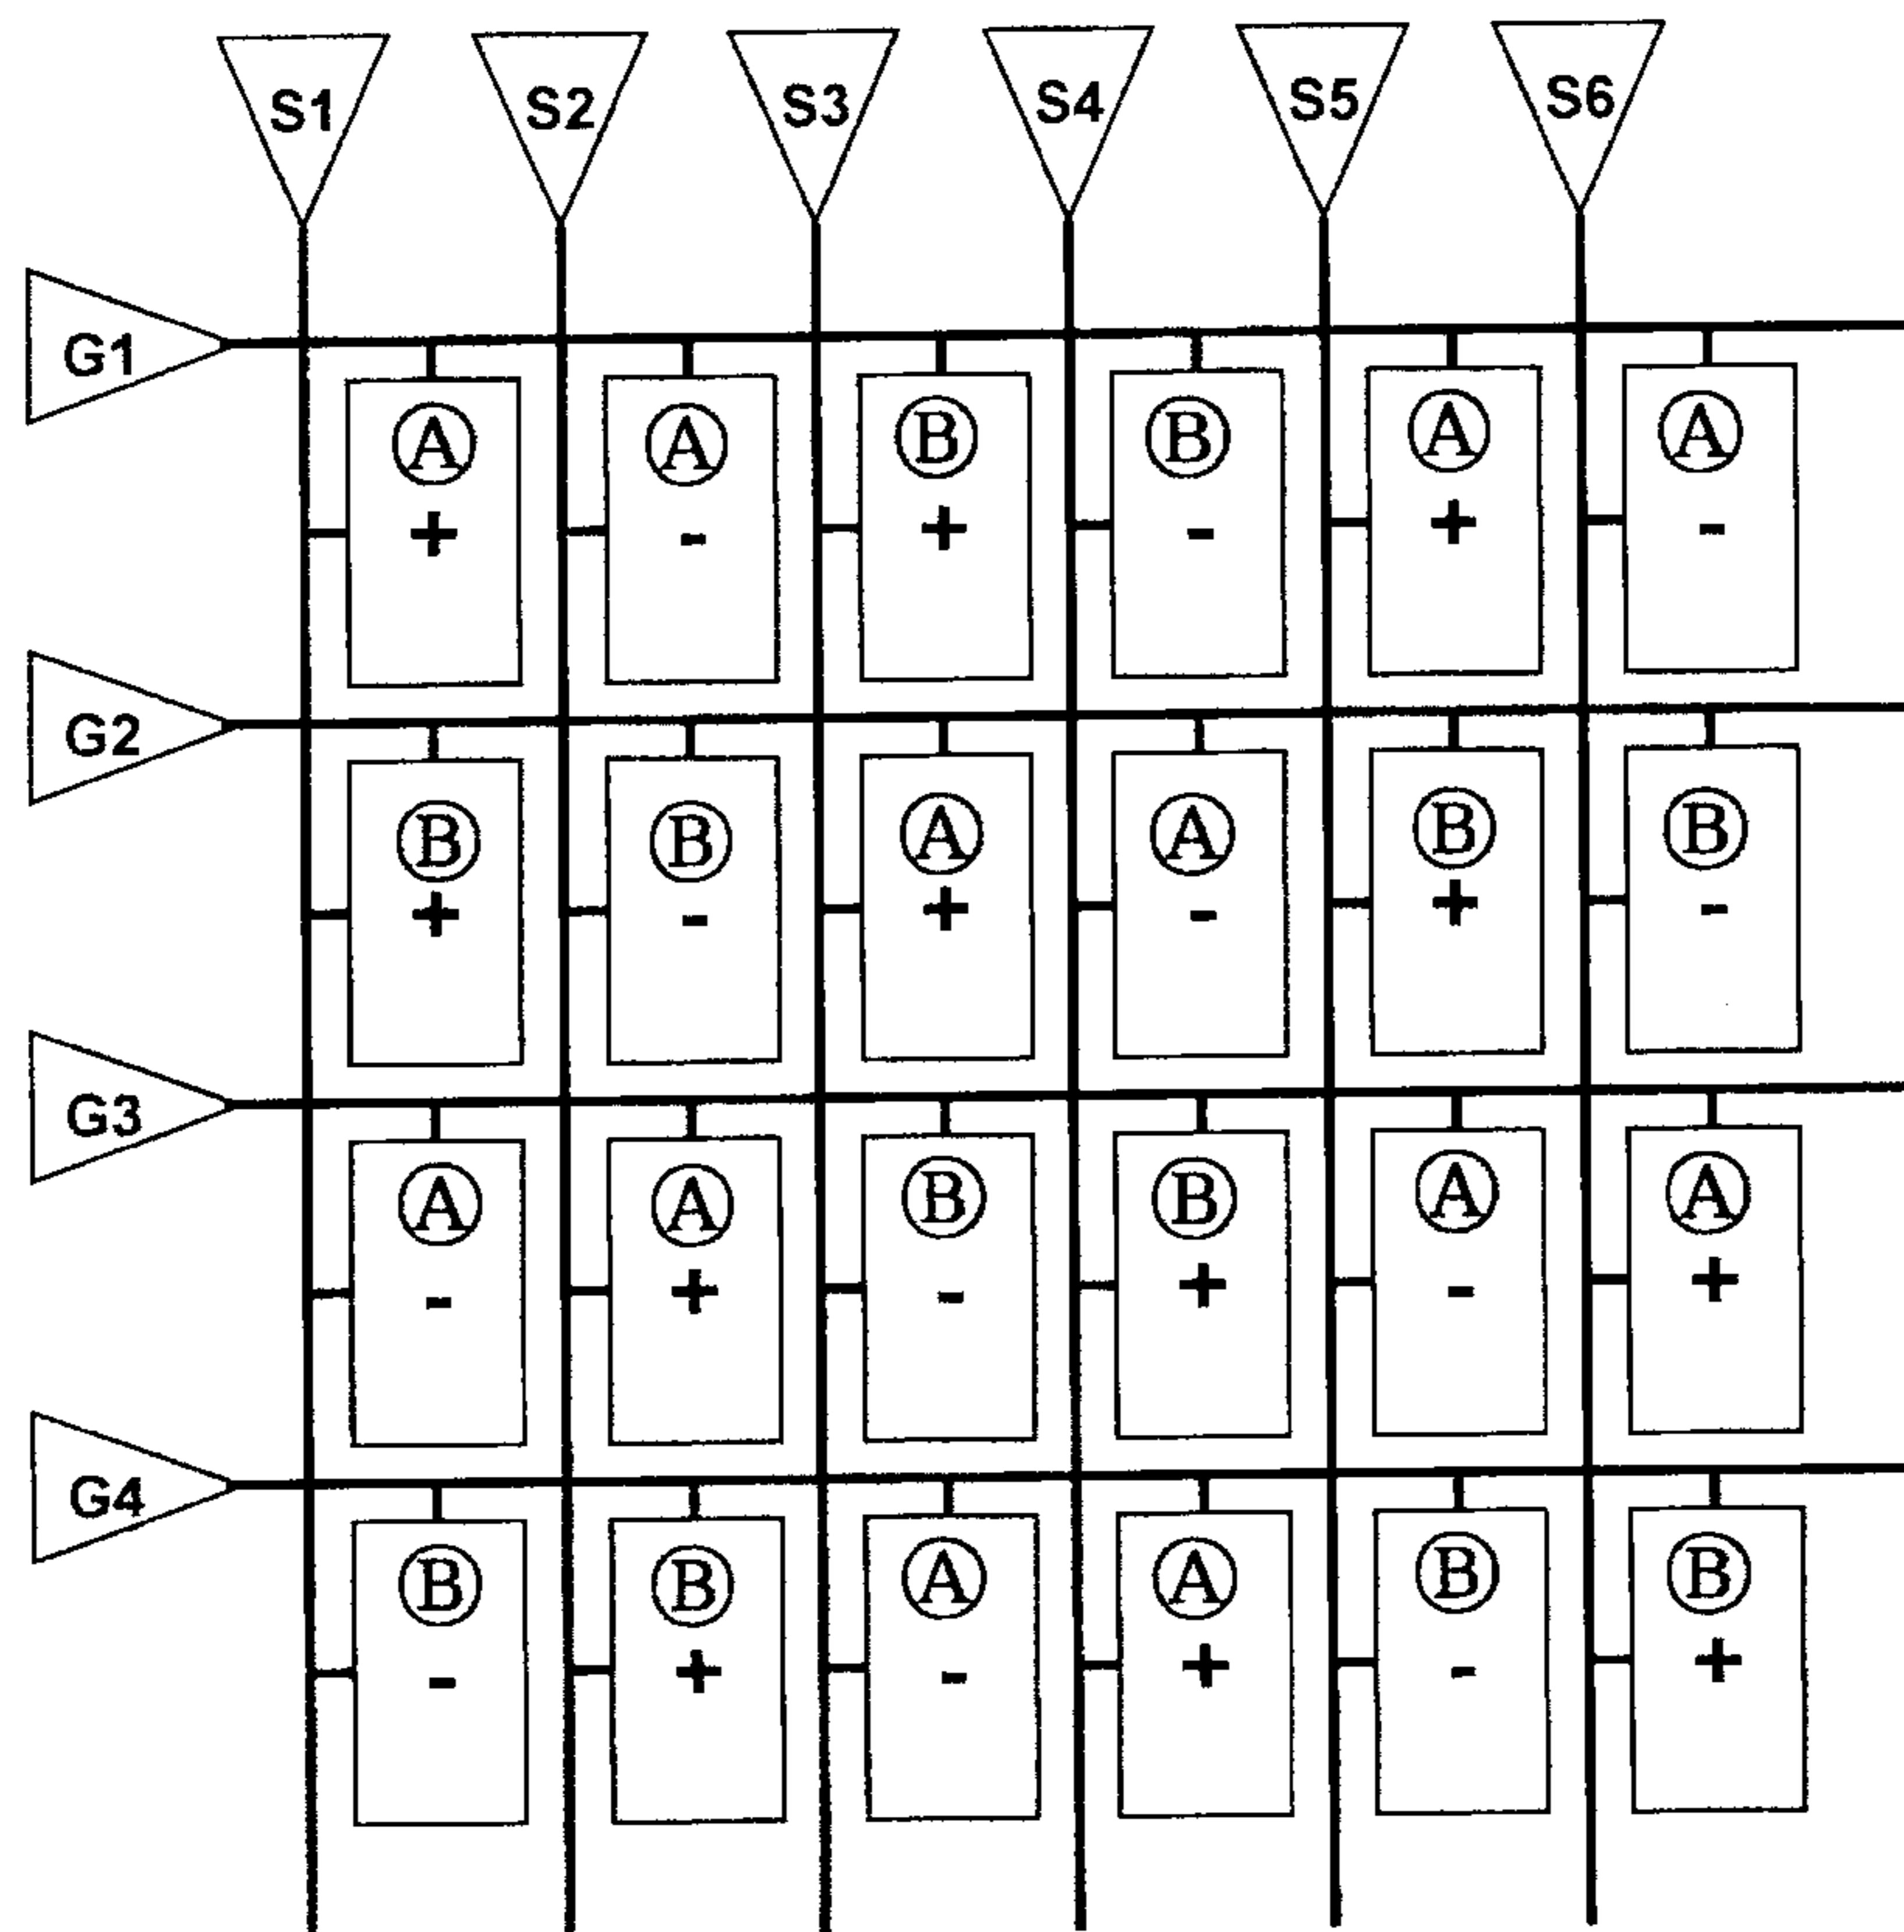 S1 S2 S3 S4 S5 S6
G1
A A B B A A
+ - + - + -
G2
B B A A B B
+ - + - + -
G3
A A B B A A
- + - + - +
G4
B B A A B B
- + - + - +